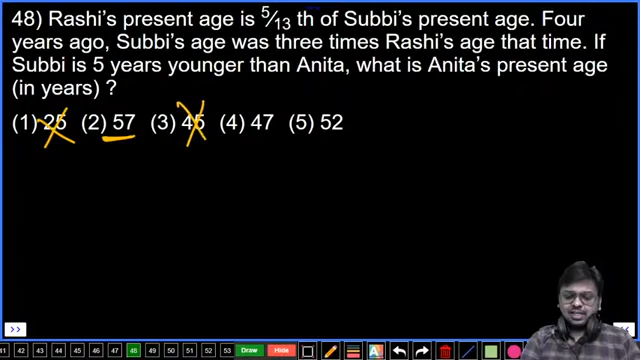 48) Rashi's present age is 5/13 th of Subbi's present age. Four
years ago, Subbi's age was three times Rashi's age that time. If
Subbi is 5 years younger than Anita, what is Anita's present age
(in years) ?
(1) 25 (2) 57 (3) 45 (4) 47 (5) 52
>> <<
41 42 43 44 45 46 47 48 49 50 51 52 53 Draw Hide A